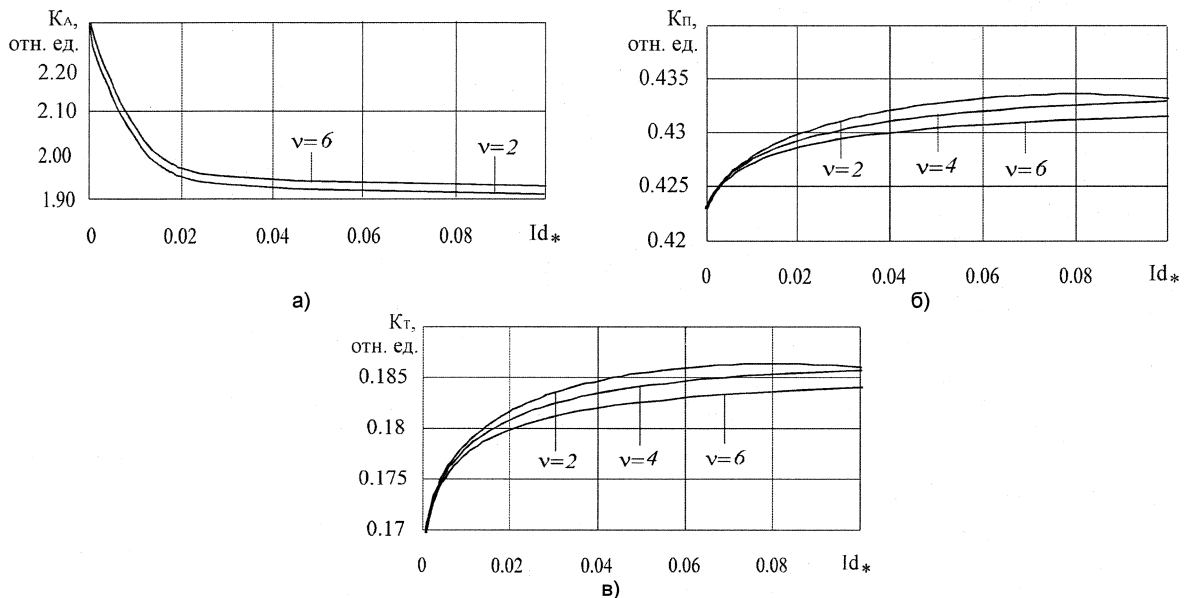 KА,
отн. ед.
2.20
2.10
2.00
1.90
ν=6
ν=2
0 0.02 0.04 0.06 0.08 Id*
а)
KП,
отн. ед.
0.435
0.43
0.425
0.42
ν=2 ν=4 ν=6
0 0.02 0.04 0.06 0.08 Id*
б)
KТ,
отн. ед.
0.185
0.18
0.175
0.17
ν=2 ν=4 ν=6
0 0.02 0.04 0.06 0.08 Id*
в)